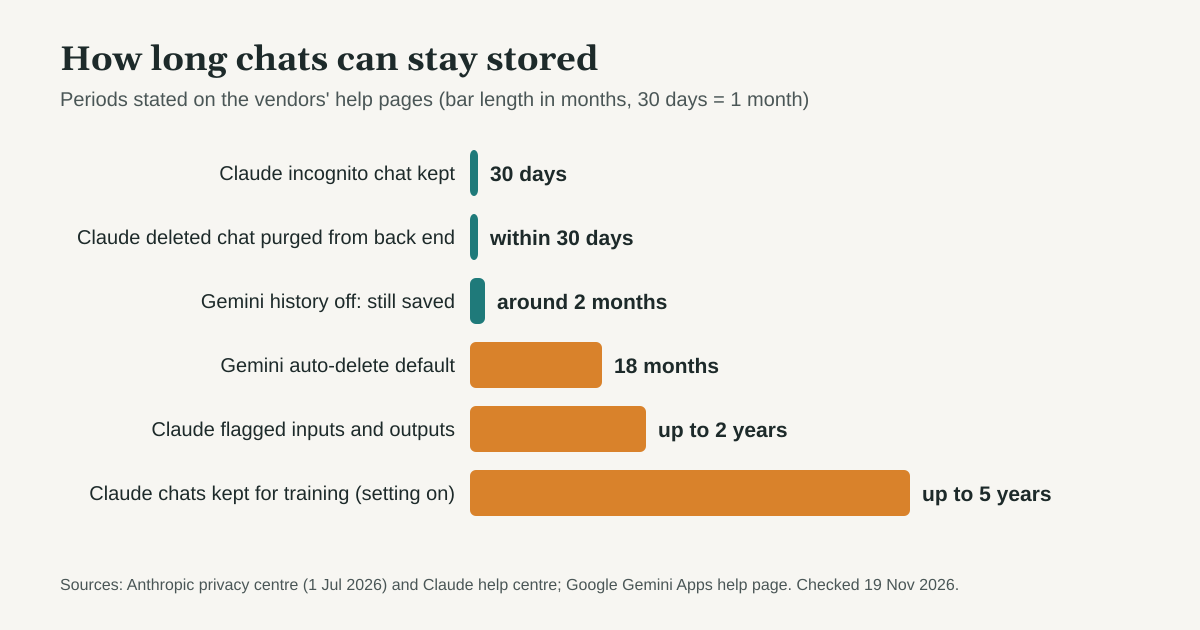 How long chats can stay stored
Periods stated on the vendors' help pages (bar length in months, 30 days = 1 month)
Claude incognito chat kept 30 days
Claude deleted chat purged from back end within 30 days
Gemini history off: still saved around 2 months
Gemini auto-delete default 18 months
Claude flagged inputs and outputs up to 2 years
Claude chats kept for training (setting on) up to 5 years
Sources: Anthropic privacy centre (1 Jul 2026) and Claude help centre; Google Gemini Apps help page. Checked 19 Nov 2026.